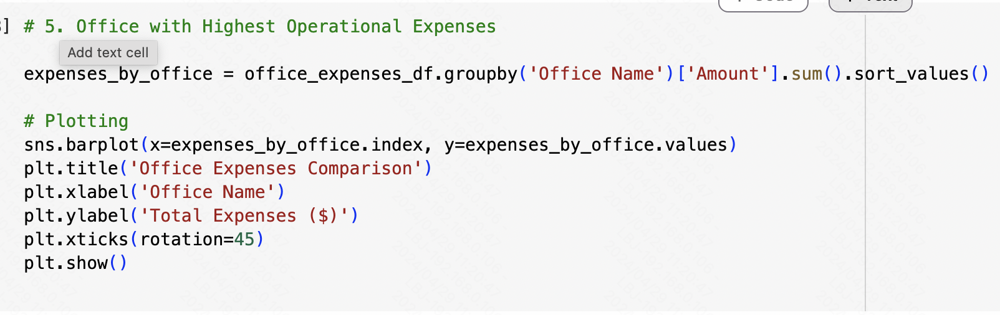 # 5. Office with Highest Operational Expenses
Add text cell
expenses_by_office = office_expenses_df.groupby('Office Name')['Amount'].sum().sort_values()
# Plotting
sns.barplot(x=expenses_by_office.index, y=expenses_by_office.values)
plt.title('Office Expenses Comparison')
plt.xlabel('Office Name')
plt.ylabel('Total Expenses ($)')
plt.xticks(rotation=45)
plt.show()